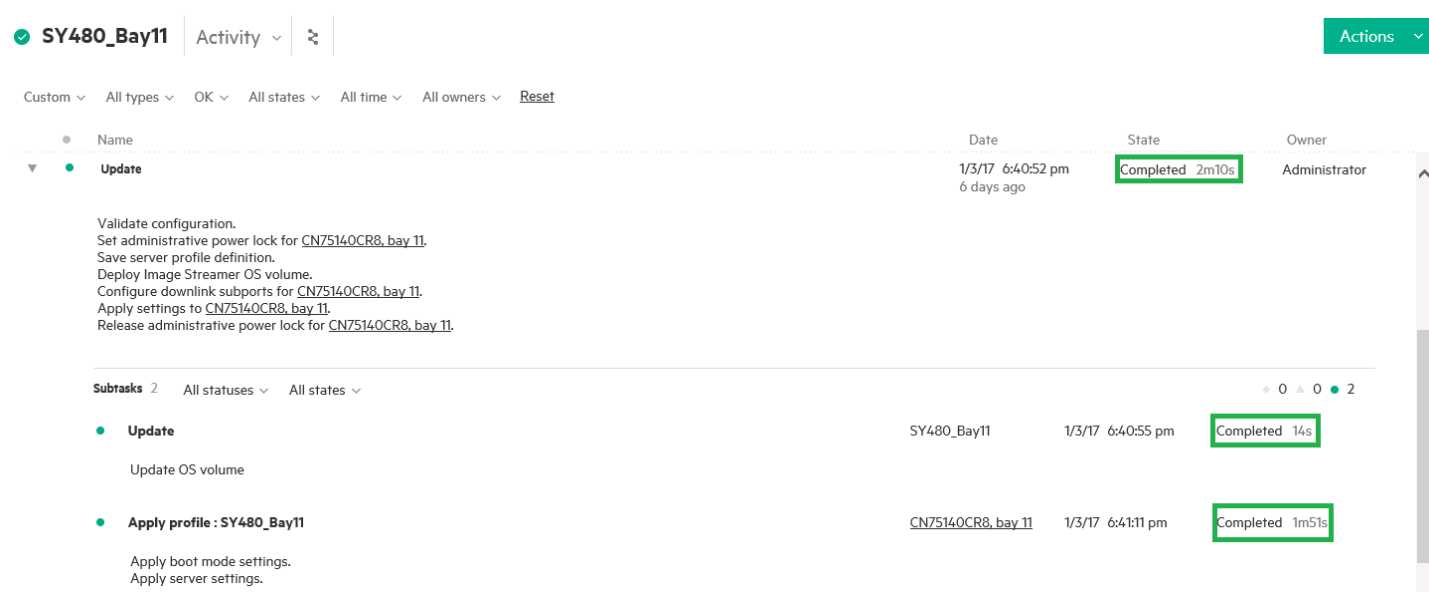 SY480_Bay11 Activity Actions
Custom All types OK All states All time All owners Reset
Name Date State Owner
Update 1/3/17 6:40:52 pm Completed 2m10s Administrator
6 days ago
Validate configuration.
Set administrative power lock for CN75140CR8, bay 11.
Save server profile definition.
Deploy Image Streamer OS volume.
Configure downlink subports for CN75140CR8, bay 11.
Apply settings to CN75140CR8, bay 11.
Release administrative power lock for CN75140CR8, bay 11.
Subtasks 2 All statuses All states 0 0 2
Update SY480_Bay11 1/3/17 6:40:55 pm Completed 14s
Update OS volume
Apply profile : SY480_Bay11 CN75140CR8, bay 11 1/3/17 6:41:11 pm Completed 1m51s
Apply boot mode settings.
Apply server settings.